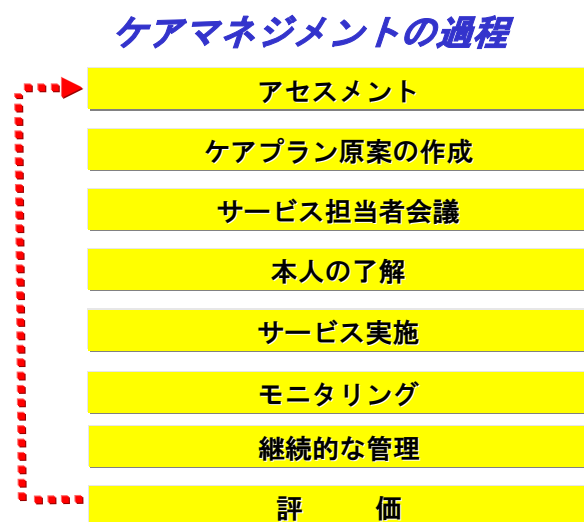 ケアマネジメントの過程
アセスメント
ケアプラン原案の作成
サービス担当者会議
本人の了解
サービス実施
モニタリング
継続的な管理
評　　価